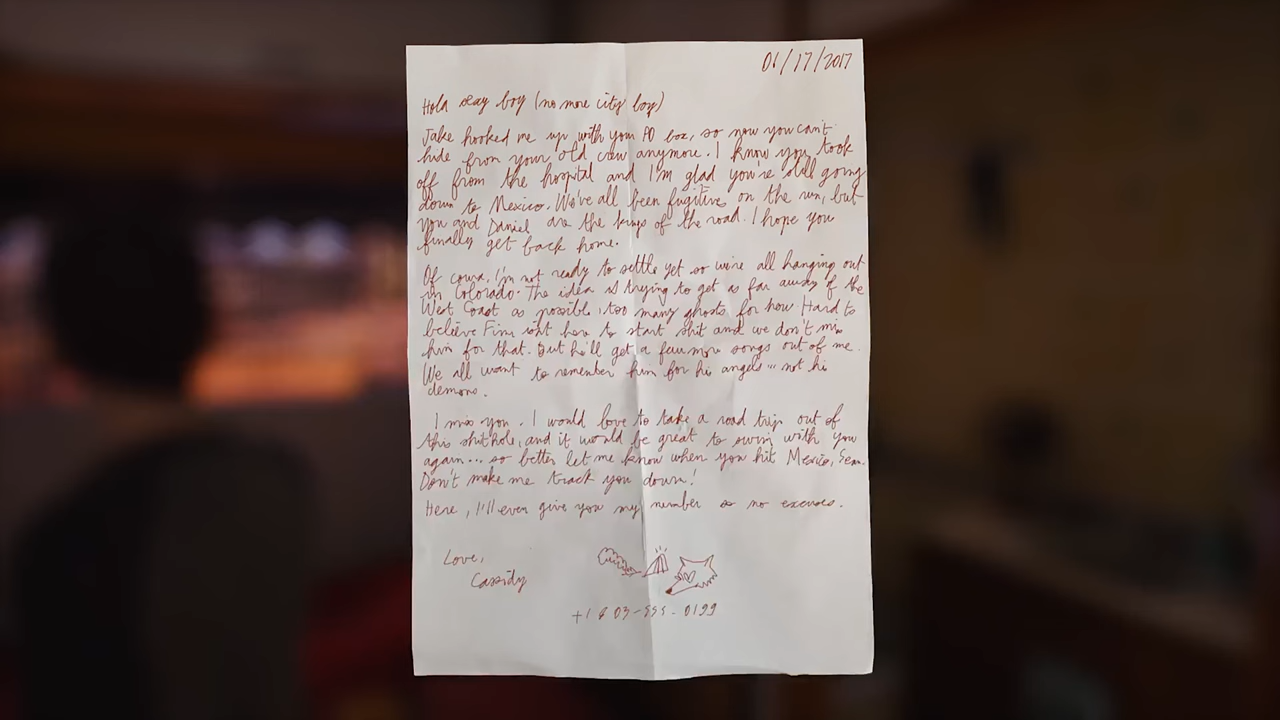 06/17/2017
Hola sexy boy (no more city boy)
Jake hooked me up with your PO box, so now you can't
hide from your old crew anymore. I know you took
off from the hospital and I'm glad you're still going
down to Mexico. We've all been fugitives on the run, but
you and Daniel are the kings of the road. I hope you
finally get back home.
Of course, I'm not ready to settle yet so we're all hanging out
in Colorado. The idea is trying to get as far away of the
West Coast as possible, too many ghosts for now. Hard to
believe Finn isn't here to start shit and we don't miss
him for that. But he'll get a few more songs out of me.
We all want to remember him for his angels... not his
demons.
I miss you. I would love to take a road trip out of
this shithole, and it would be great to swim with you
again... so better let me know when you hit Mexico, Sean.
Don't make me track you down!
Here, I'll even give you my number so no excuses.
Love,
Cassidy
+1 803-555-0199